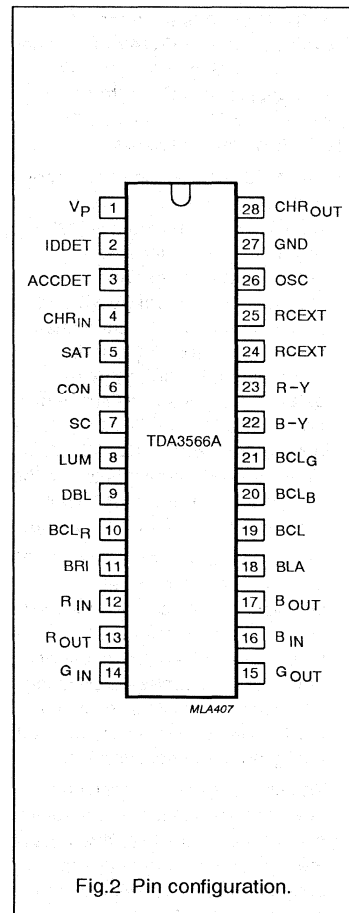 VP 1 28 CHROUT
IDDET 2 27 GND
ACCDET 3 26 OSC
CHRIN 4 25 RCEXT
SAT 5 24 RCEXT
CON 6 23 R-Y
SC 7 22 B-Y
TDA3566A
LUM 8 21 BCLG
DBL 9 20 BCLB
BCLR 10 19 BCL
BRI 11 18 BLA
R IN 12 17 BOUT
ROUT 13 16 B IN
G IN 14 15 GOUT
MLA407
Fig.2 Pin configuration.